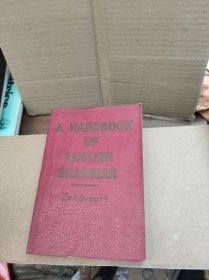 A HANDBOOK
OF
ENGLISH
GRAMMAR
Zandvoort